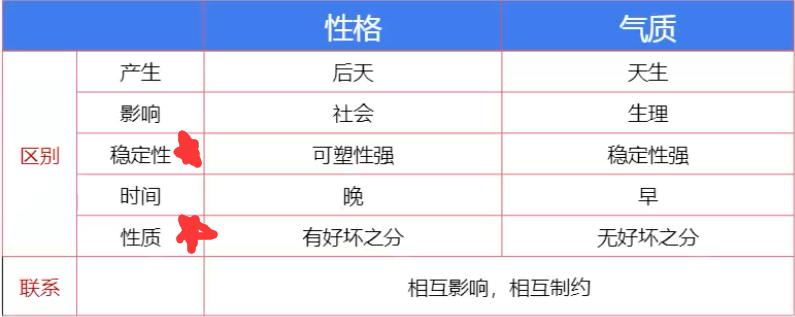 性格 气质
产生 后天 天生
影响 社会 生理
区别 稳定性 可塑性强 稳定性强
时间 晚 早
性质 有好坏之分 无好坏之分
联系 相互影响，相互制约